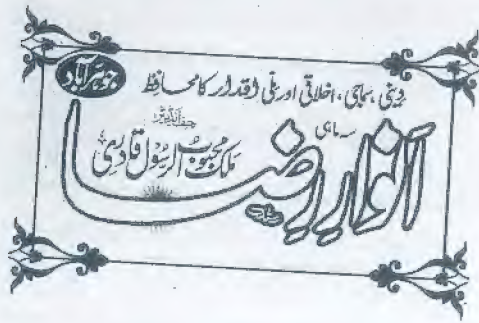 جوہرآباد
دینی، سماجی، اخلاقی اور ملی اقدار کا محافظ
سہ ماہی
انوارِ رضا
ملک محبوب الرسول قادری